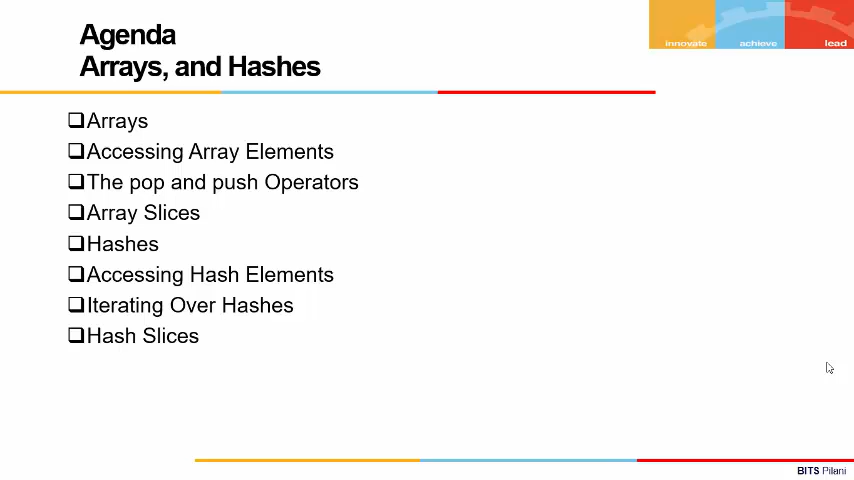 Agenda
Arrays, and Hashes
innovate achieve lead
Arrays
Accessing Array Elements
The pop and push Operators
Array Slices
Hashes
Accessing Hash Elements
Iterating Over Hashes
Hash Slices
BITS Pilani